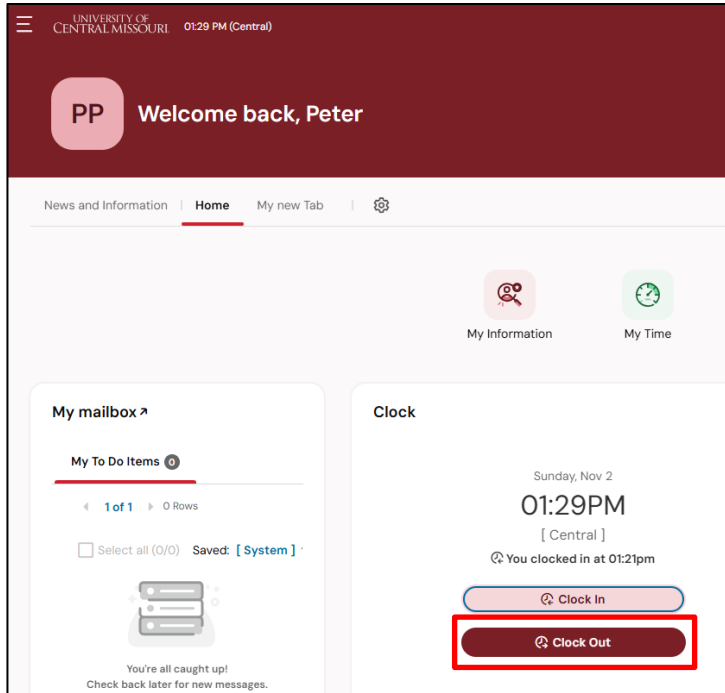 UNIVERSITY OF
CENTRAL MISSOURI.
01:29 PM (Central)
PP
Welcome back, Peter
News and Information
Home
My new Tab
My Information
My Time
My mailbox
My To Do Items 0
1 of 1 0 Rows
Select all (0/0) Saved: [ System ]
You're all caught up!
Check back later for new messages.
Clock
Sunday, Nov 2
01:29PM
[ Central ]
You clocked in at 01:21pm
Clock In
Clock Out